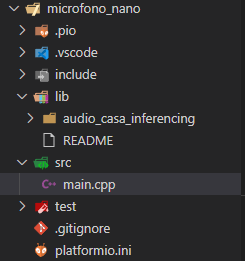 microfono_nano
.pio
.vscode
include
lib
audio_casa_inferencing
README
src
main.cpp
test
.gitignore
platformio.ini